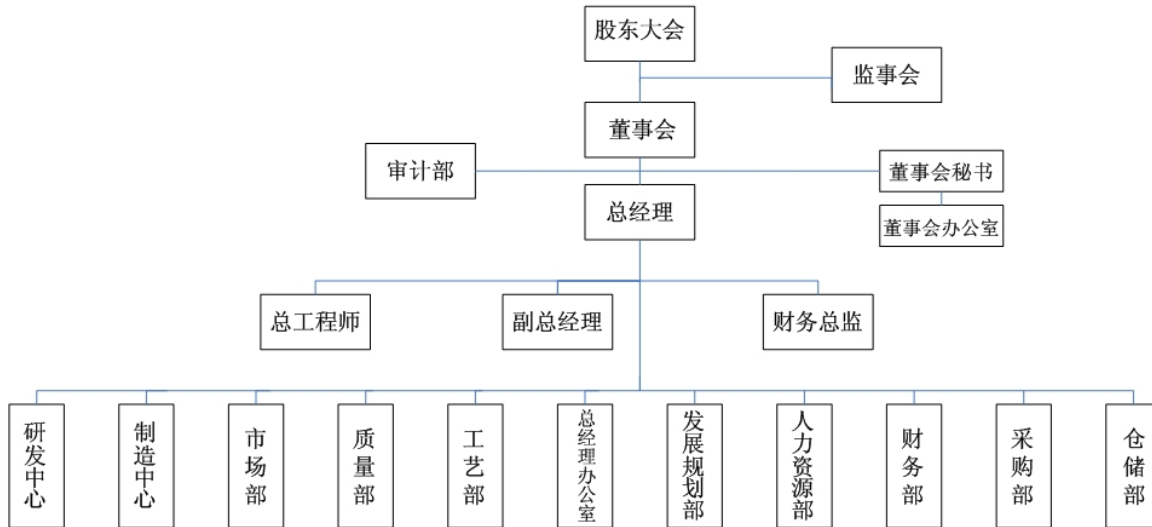 股东大会
监事会
董事会
审计部
董事会秘书
总经理
董事会办公室
总工程师
副总经理
财务总监
研发中心
制造中心
市场部
质量部
工艺部
总经理办公室
发展规划部
人力资源部
财务部
采购部
仓储部